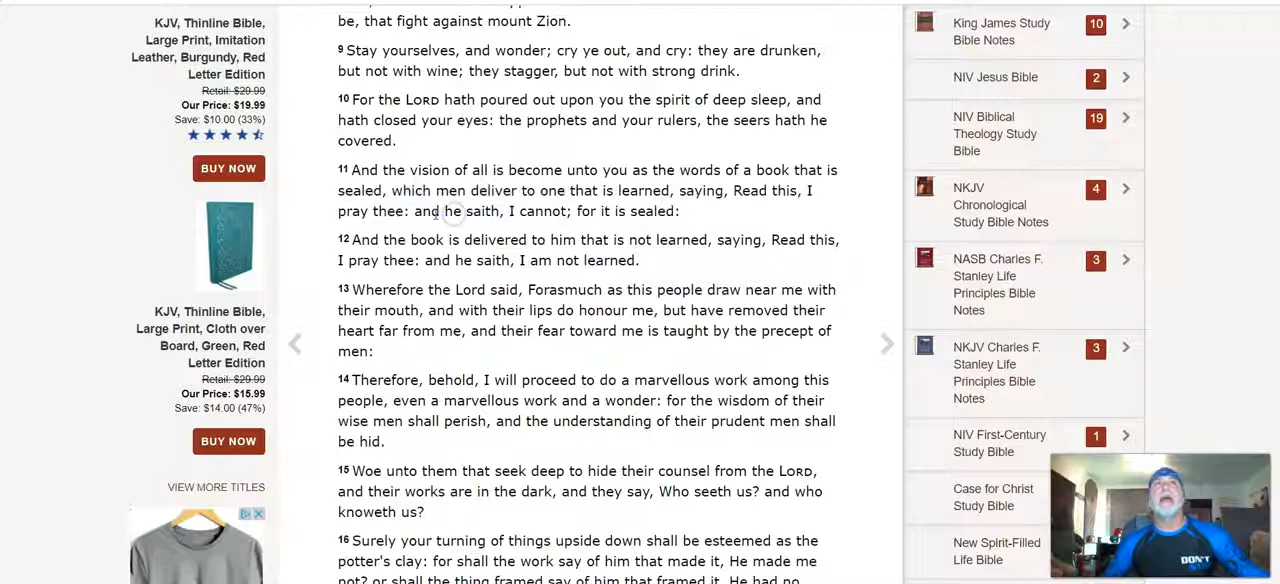 KJV, Thinline Bible,
Large Print, Imitation
Leather, Burgundy, Red
Letter Edition
Retail: $29.99
Our Price: $19.99
Save: $10.00 (33%)
BUY NOW
KJV, Thinline Bible,
Large Print, Cloth over
Board, Green, Red
Letter Edition
Retail: $29.99
Our Price: $15.99
Save: $14.00 (47%)
BUY NOW
VIEW MORE TITLES
be, that fight against mount Zion.
9 Stay yourselves, and wonder; cry ye out, and cry: they are drunken,
but not with wine; they stagger, but not with strong drink.
10 For the LORD hath poured out upon you the spirit of deep sleep, and
hath closed your eyes: the prophets and your rulers, the seers hath he
covered.
11 And the vision of all is become unto you as the words of a book that is
sealed, which men deliver to one that is learned, saying, Read this, I
pray thee: and he saith, I cannot; for it is sealed:
12 And the book is delivered to him that is not learned, saying, Read this,
I pray thee: and he saith, I am not learned.
13 Wherefore the Lord said, Forasmuch as this people draw near me with
their mouth, and with their lips do honour me, but have removed their
heart far from me, and their fear toward me is taught by the precept of
men:
14 Therefore, behold, I will proceed to do a marvellous work among this
people, even a marvellous work and a wonder: for the wisdom of their
wise men shall perish, and the understanding of their prudent men shall
be hid.
15 Woe unto them that seek deep to hide their counsel from the LORD,
and their works are in the dark, and they say, Who seeth us? and who
knoweth us?
16 Surely your turning of things upside down shall be esteemed as the
potter's clay: for shall the work say of him that made it, He made me
not? or shall the thing framed say of him that framed it, He had no
King James Study
Bible Notes
10
NIV Jesus Bible
2
NIV Biblical
Theology Study
Bible
19
NKJV
Chronological
Study Bible Notes
4
NASB Charles F.
Stanley Life
Principles Bible
Notes
3
NKJV Charles F.
Stanley Life
Principles Bible
Notes
3
NIV First-Century
Study Bible
1
Case for Christ
Study Bible
New Spirit-Filled
Life Bible
DON'T